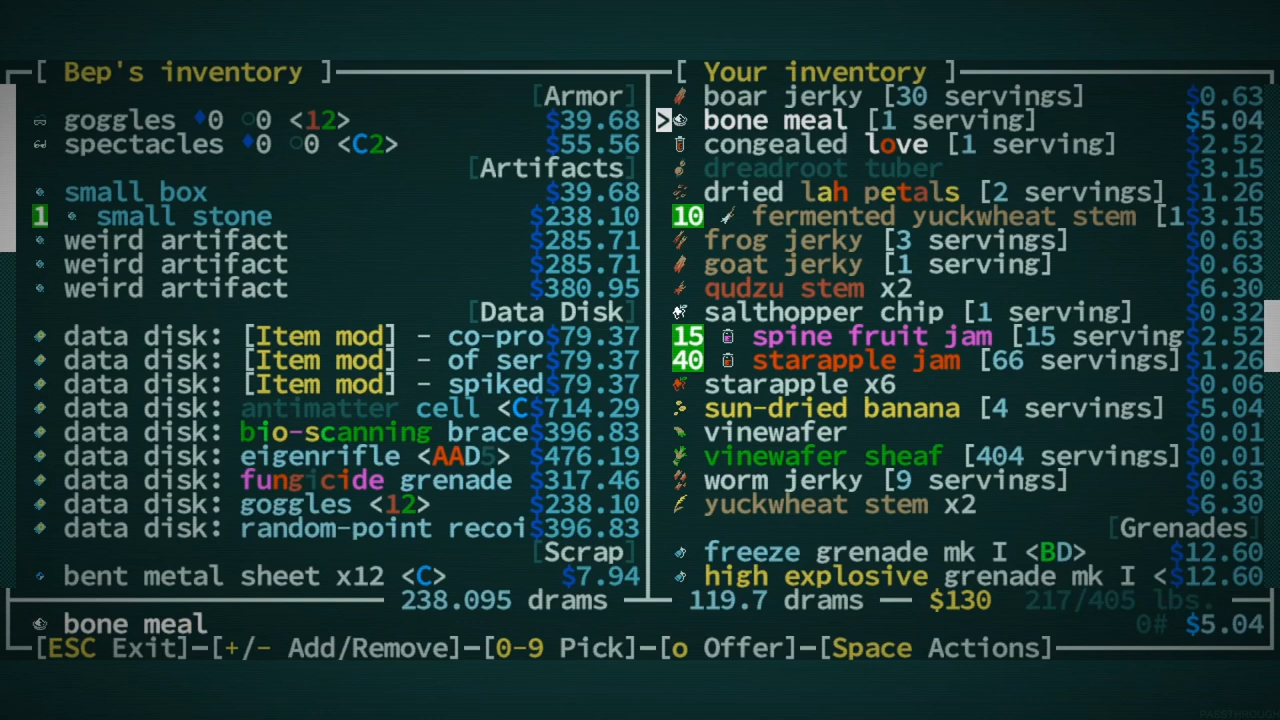 [ Bep's inventory ]
[Armor]
goggles 0 0 <12> $39.68
spectacles 0 0 <C2> $55.56
[Artifacts]
small box $39.68
1 small stone $238.10
weird artifact $285.71
weird artifact $285.71
weird artifact $380.95
[Data Disk]
data disk: [Item mod] - co-pro $79.37
data disk: [Item mod] - of ser $79.37
data disk: [Item mod] - spiked $79.37
data disk: antimatter cell <C $714.29
data disk: bio-scanning brace $396.83
data disk: eigenrifle <AAD5> $476.19
data disk: fungicide grenade $317.46
data disk: goggles <12> $238.10
data disk: random-point recoi $396.83
[Scrap]
bent metal sheet x12 <C> $7.94
238.095 drams
[ Your inventory ]
boar jerky [30 servings] $0.63
> bone meal [1 serving] $5.04
congealed love [1 serving] $2.52
dreadroot tuber $3.15
dried lah petals [2 servings] $1.26
10 fermented yuckwheat stem [1 $3.15
frog jerky [3 servings] $0.63
goat jerky [1 serving] $0.63
qudzu stem x2 $6.30
salthopper chip [1 serving] $0.32
15 spine fruit jam [15 serving $2.52
40 starapple jam [66 servings] $1.26
starapple x6 $0.06
sun-dried banana [4 servings] $5.04
vinewafer $0.01
vinewafer sheaf [404 servings] $0.01
worm jerky [9 servings] $0.63
yuckwheat stem x2 $6.30
[Grenades]
freeze grenade mk I <BD> $12.60
high explosive grenade mk I < $12.60
119.7 drams — $130 217/405 lbs.
bone meal 0# $5.04
[ESC Exit]-[+/- Add/Remove]-[0-9 Pick]-[o Offer]-[Space Actions]